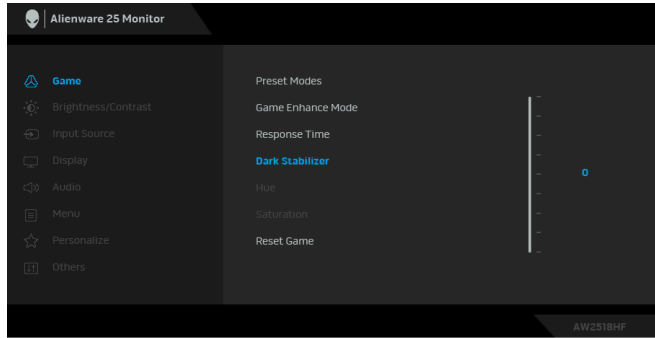 Alienware 25 Monitor
Game
Brightness/Contrast
Input Source
Display
Audio
Menu
Personalize
Others
Preset Modes
Game Enhance Mode
Response Time
Dark Stabilizer
Hue
Saturation
Reset Game
0
AW2518HF